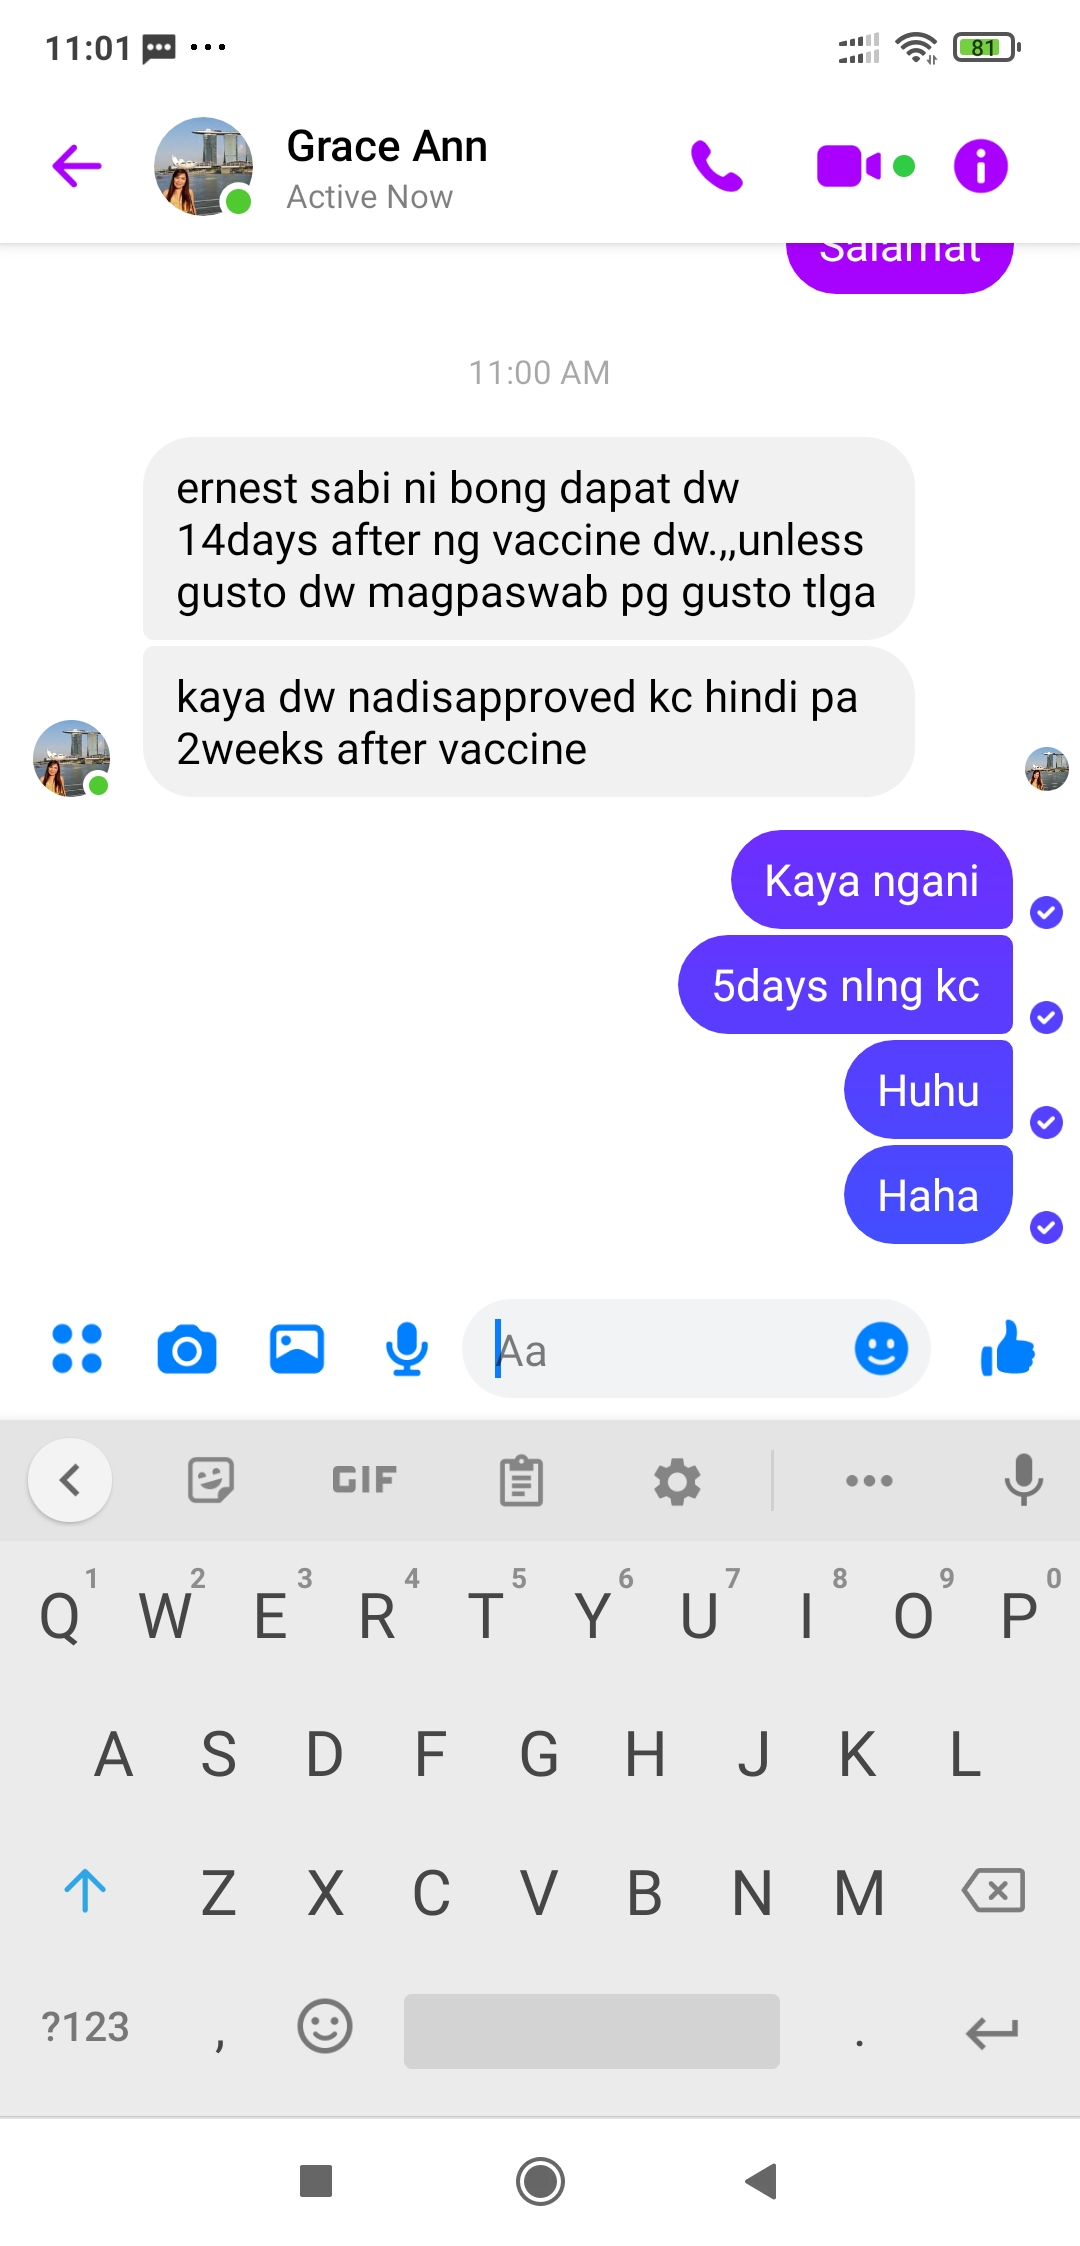 11:01
81
Grace Ann
Active Now
Salamat
11:00 AM
ernest sabi ni bong dapat dw
14days after ng vaccine dw.,,unless
gusto dw magpaswab pg gusto tlga
kaya dw nadisapproved kc hindi pa
2weeks after vaccine
Kaya ngani
5days nlng kc
Huhu
Haha
Aa
GIF
1 2 3 4 5 6 7 8 9 0
Q W E R T Y U I O P
A S D F G H J K L
Z X C V B N M
?123 , .